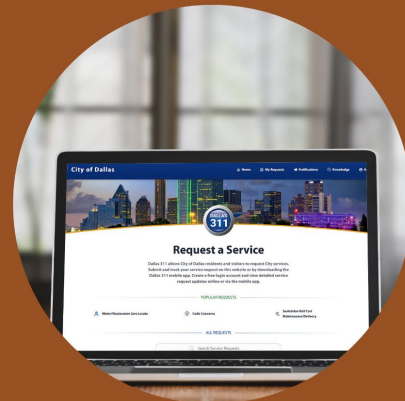 City of Dallas
Home My Requests Notifications Knowledge
DALLAS
311
Request a Service
Dallas 311 allows City of Dallas residents and visitors to request City services.
Submit and track your service request on this website or by downloading the
Dallas 311 mobile app. Create a free login account and view detailed service
request updates online or via the mobile app.
POPULAR REQUESTS
Water/Wastewater Line Locate
Code Concerns
Sanitation Roll Cart
Maintenance/Delivery
ALL REQUESTS
Search Service Requests